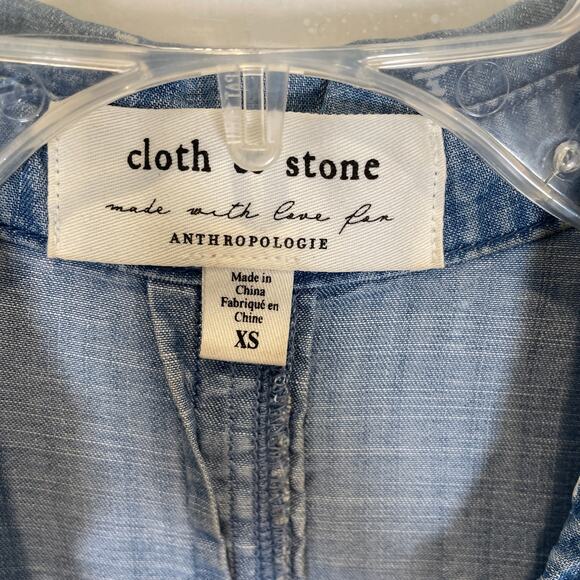 cloth & stone
made with love for
ANTHROPOLOGIE
Made in
China
Fabriqué en
Chine
XS